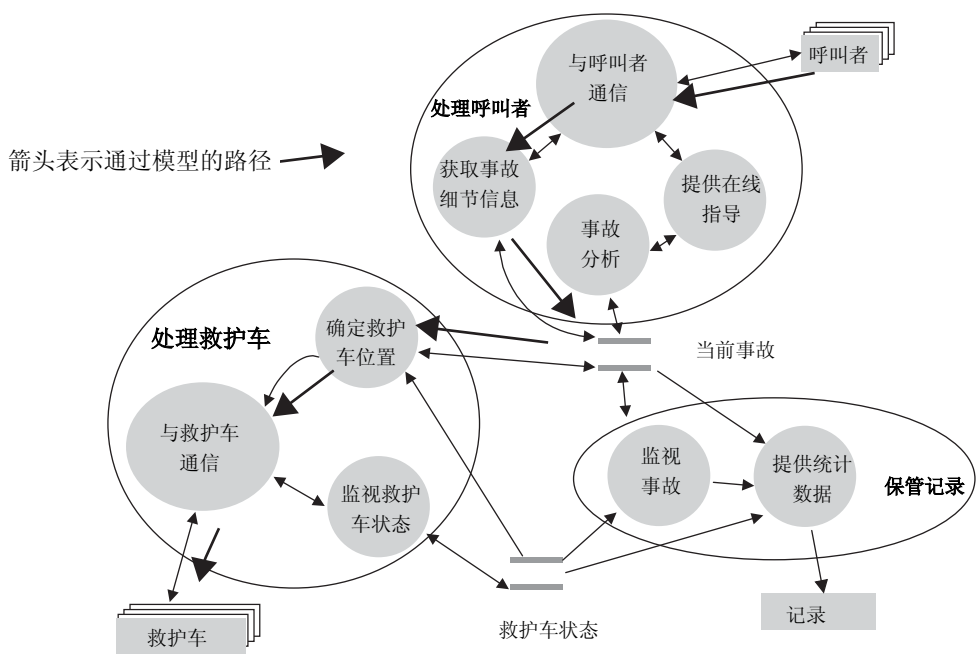 与呼叫者
通信
呼叫者
处理呼叫者
箭头表示通过模型的路径
获取事故
细节信息
提供在线
指导
事故
分析
处理救护车
确定救护
车位置
当前事故
与救护车
通信
监视救护
车状态
监视
事故
提供统计
数据
保管记录
救护车状态
记录
救护车